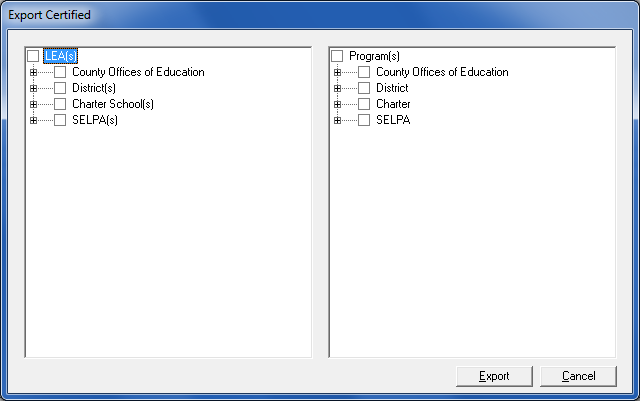 Export Certified
LEA(s)
County Offices of Education
District(s)
Charter School(s)
SELPA(s)
Program(s)
County Offices of Education
District
Charter
SELPA
Export
Cancel